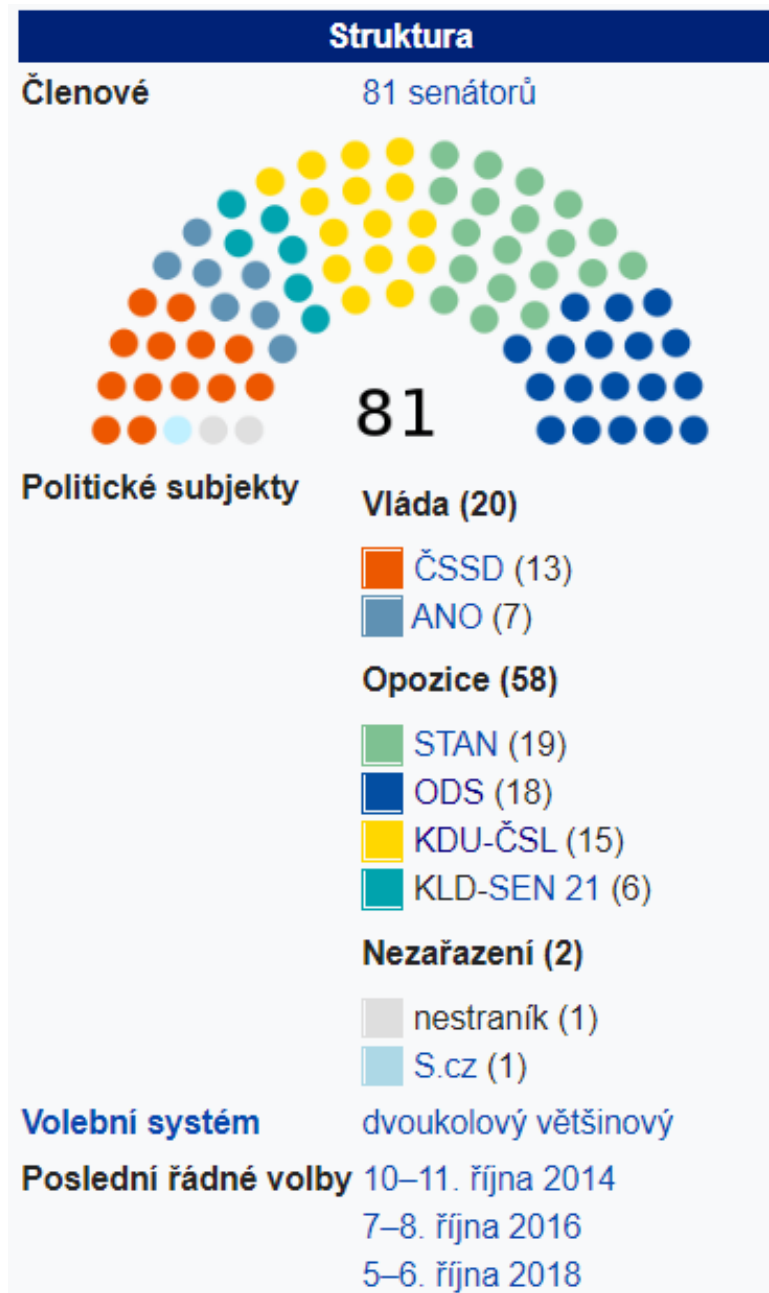 Struktura
Členové 81 senátorů
81
Politické subjekty
Vláda (20)
ČSSD (13)
ANO (7)
Opozice (58)
STAN (19)
ODS (18)
KDU-ČSL (15)
KLD-SEN 21 (6)
Nezařazení (2)
nestraník (1)
S.cz (1)
Volební systém dvoukolový většinový
Poslední řádné volby 10–11. října 2014
7–8. října 2016
5–6. října 2018